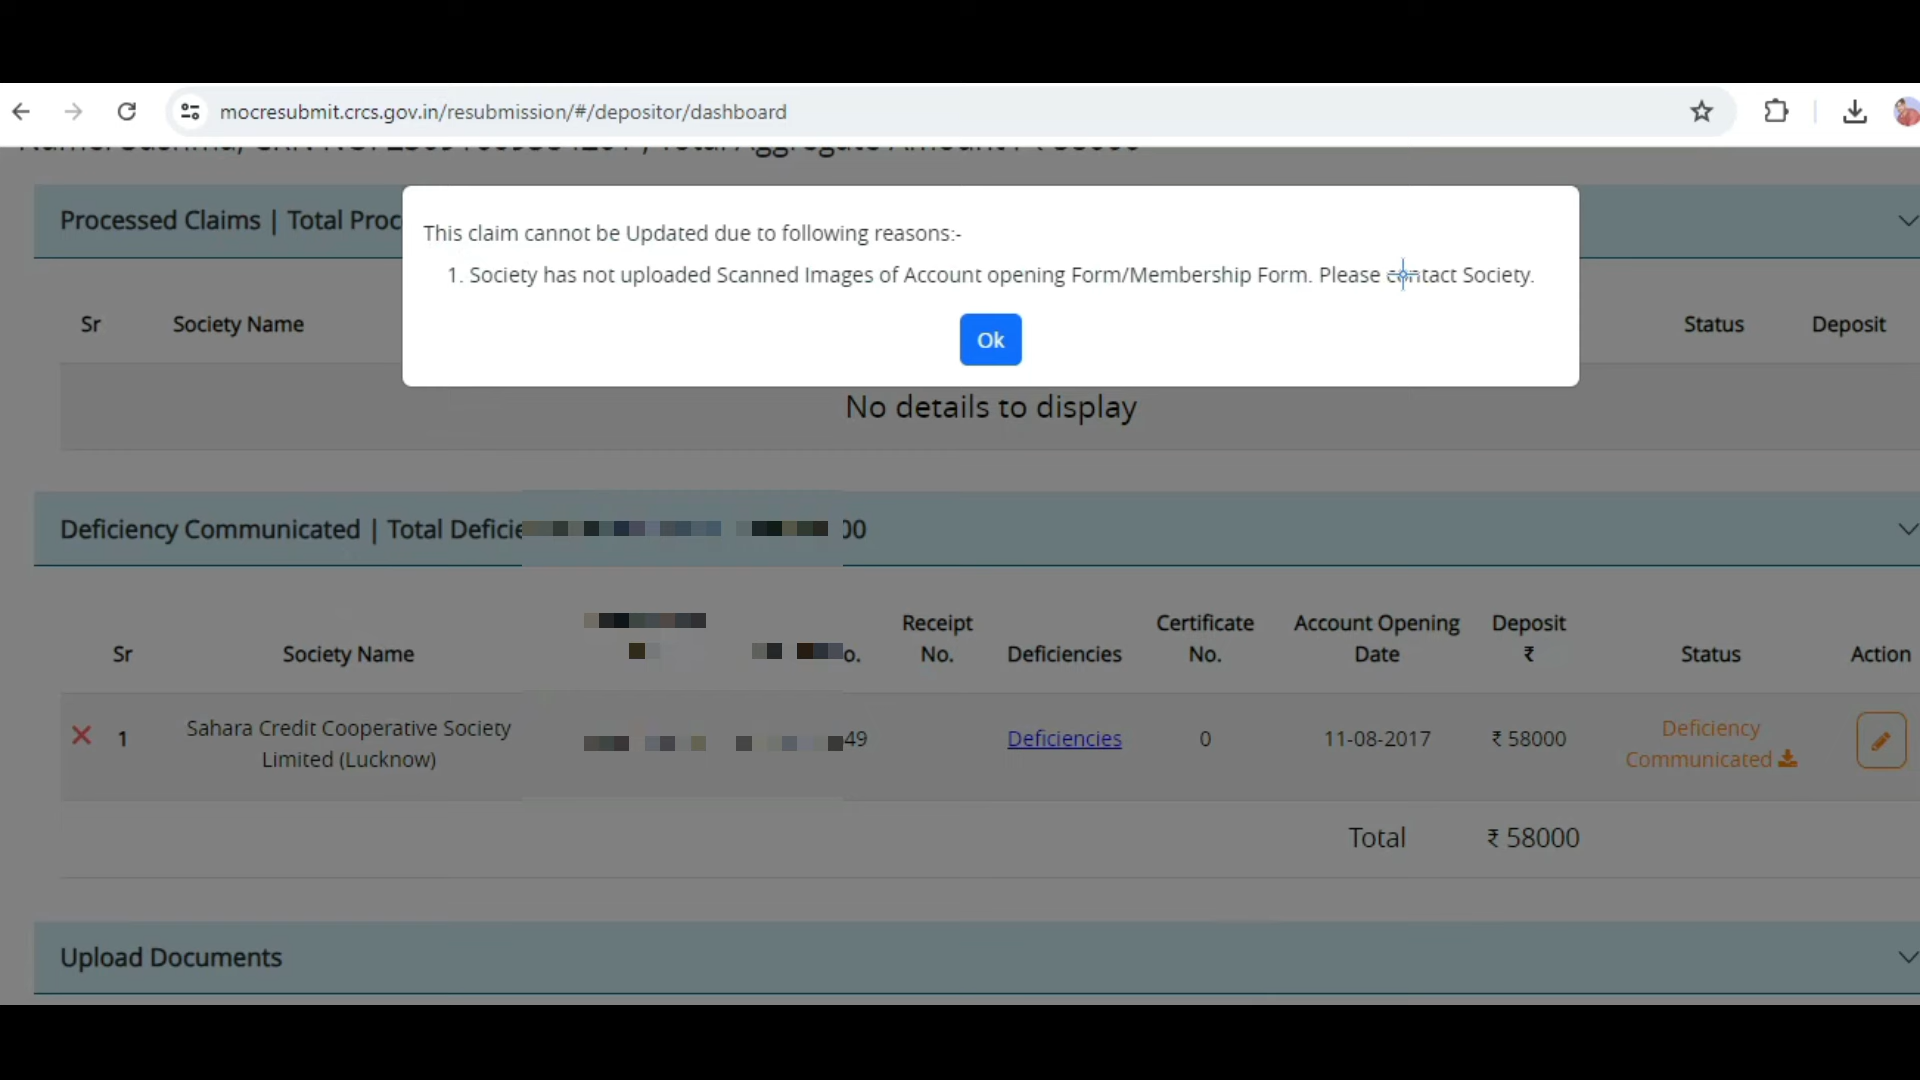 mocresubmit.crcs.gov.in/resubmission/#/depositor/dashboard
This claim cannot be Updated due to following reasons:-
1. Society has not uploaded Scanned Images of Account opening Form/Membership Form. Please contact Society.
Ok
Processed Claims | Total Proc
Sr Society Name Status Deposit
No details to display
Deficiency Communicated | Total Deficie 00
Receipt Certificate Account Opening Deposit
Sr Society Name o. No. Deficiencies No. Date ₹ Status Action
Sahara Credit Cooperative Society Deficiency
1 49 Deficiencies 0 11-08-2017 ₹ 58000
Limited (Lucknow) Communicated
Total ₹ 58000
Upload Documents